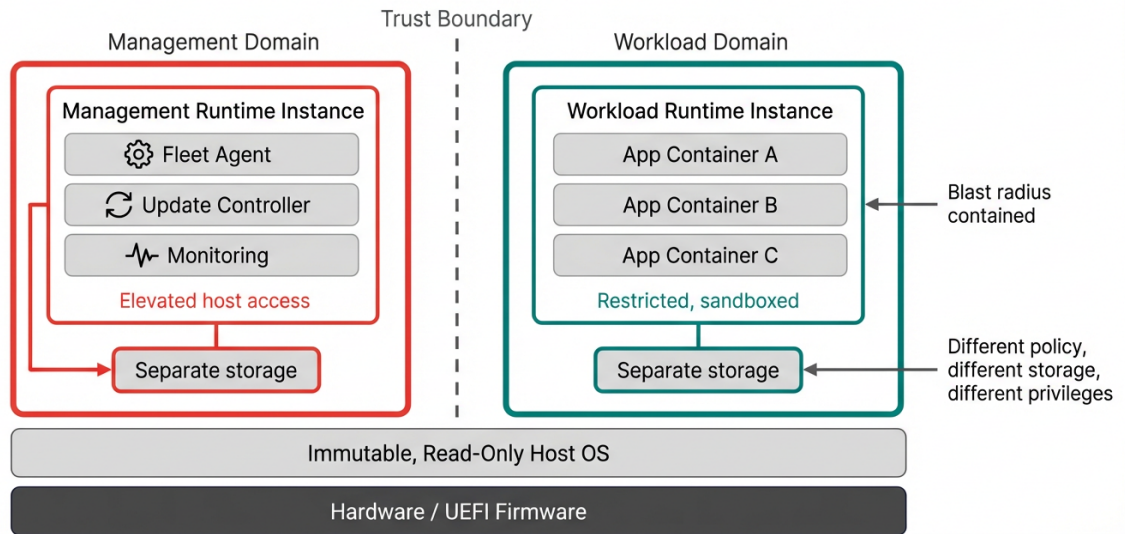 Trust Boundary
Management Domain
Workload Domain
Management Runtime Instance
Fleet Agent
Update Controller
Monitoring
Elevated host access
Separate storage
Workload Runtime Instance
App Container A
App Container B
App Container C
Restricted, sandboxed
Separate storage
Blast radius
contained
Different policy,
different storage,
different privileges
Immutable, Read-Only Host OS
Hardware / UEFI Firmware